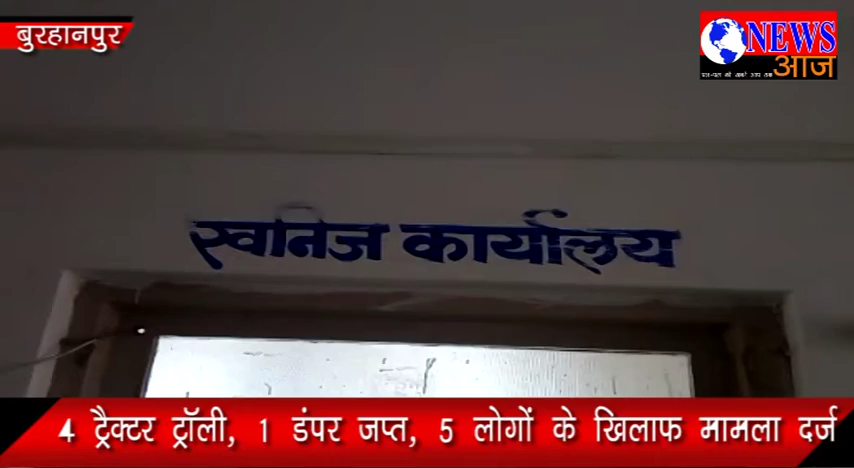 बुरहानपुर
NEWS
आज
खनिज कार्यालय
4 ट्रैक्टर ट्रॉली, 1 डंपर जप्त, 5 लोगों के खिलाफ मामला दर्ज